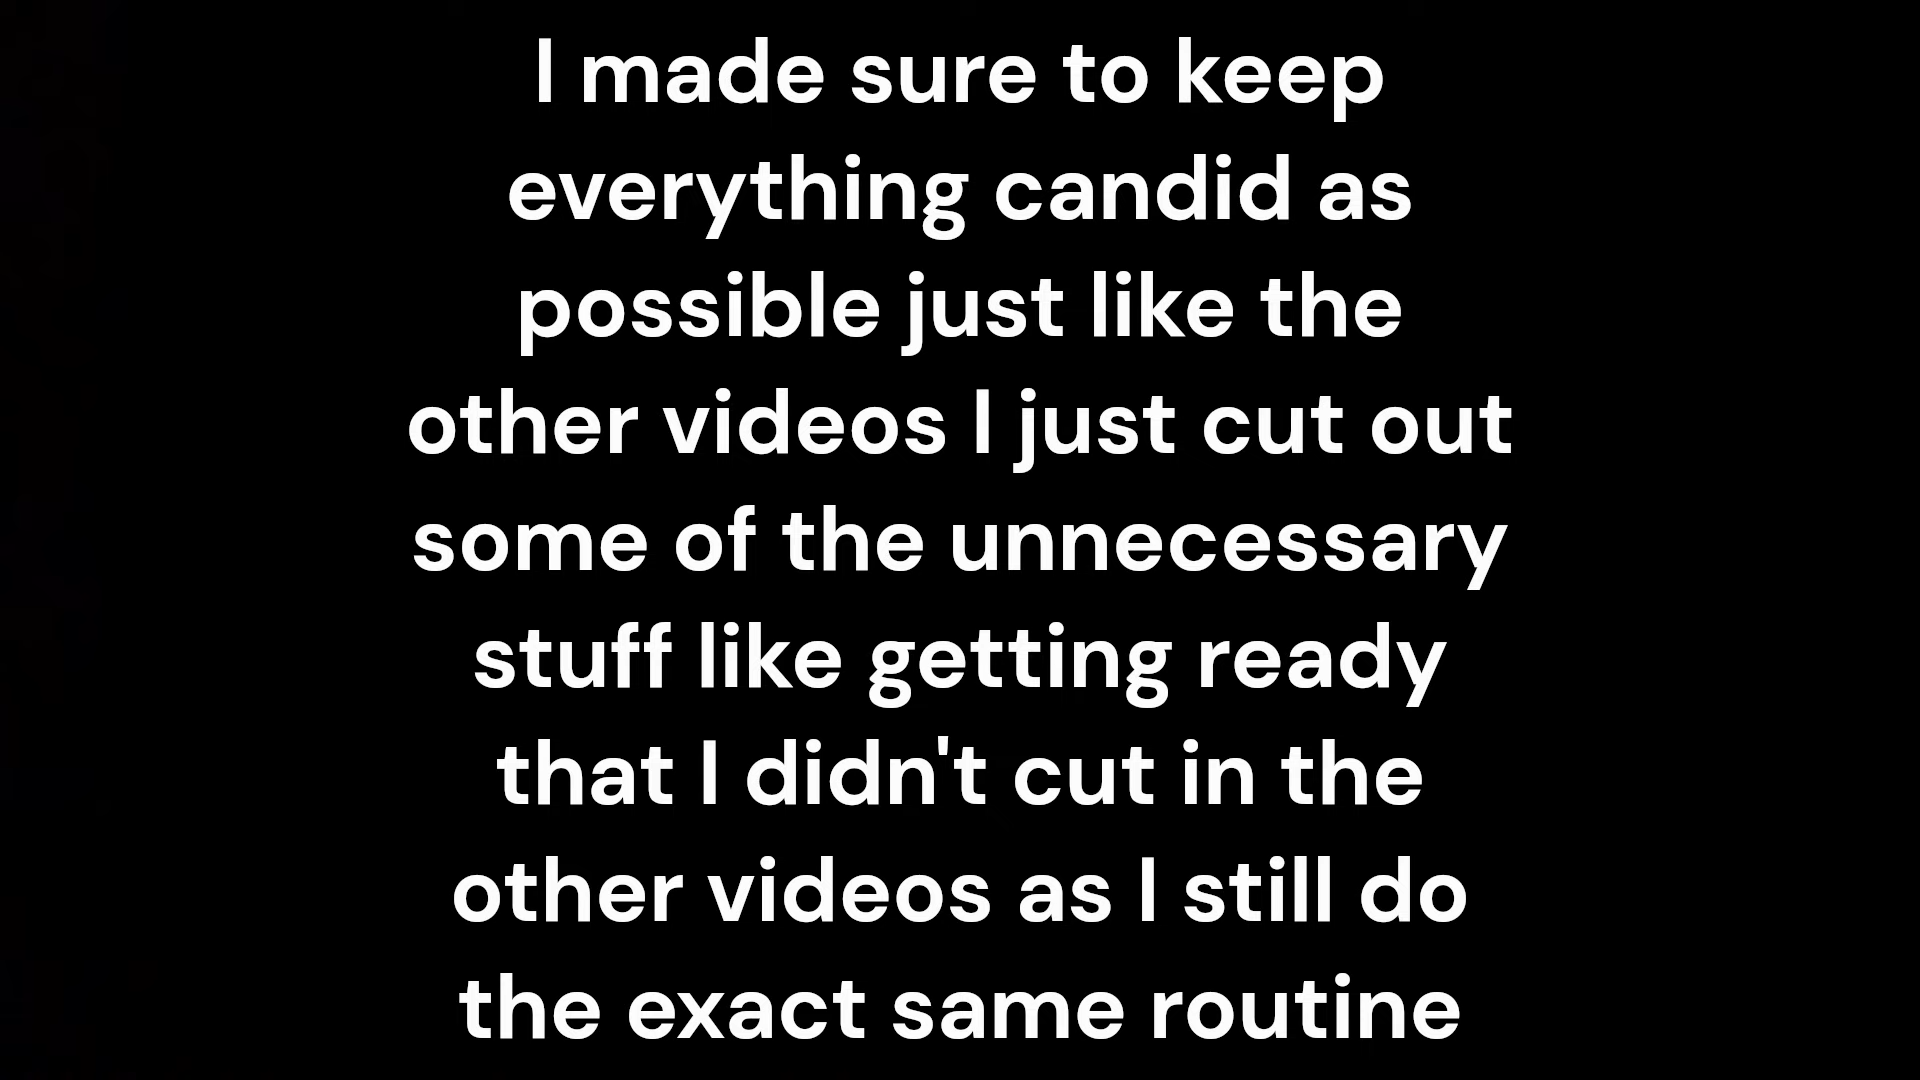 I made sure to keep
everything candid as
possible just like the
other videos I just cut out
some of the unnecessary
stuff like getting ready
that I didn't cut in the
other videos as I still do
the exact same routine